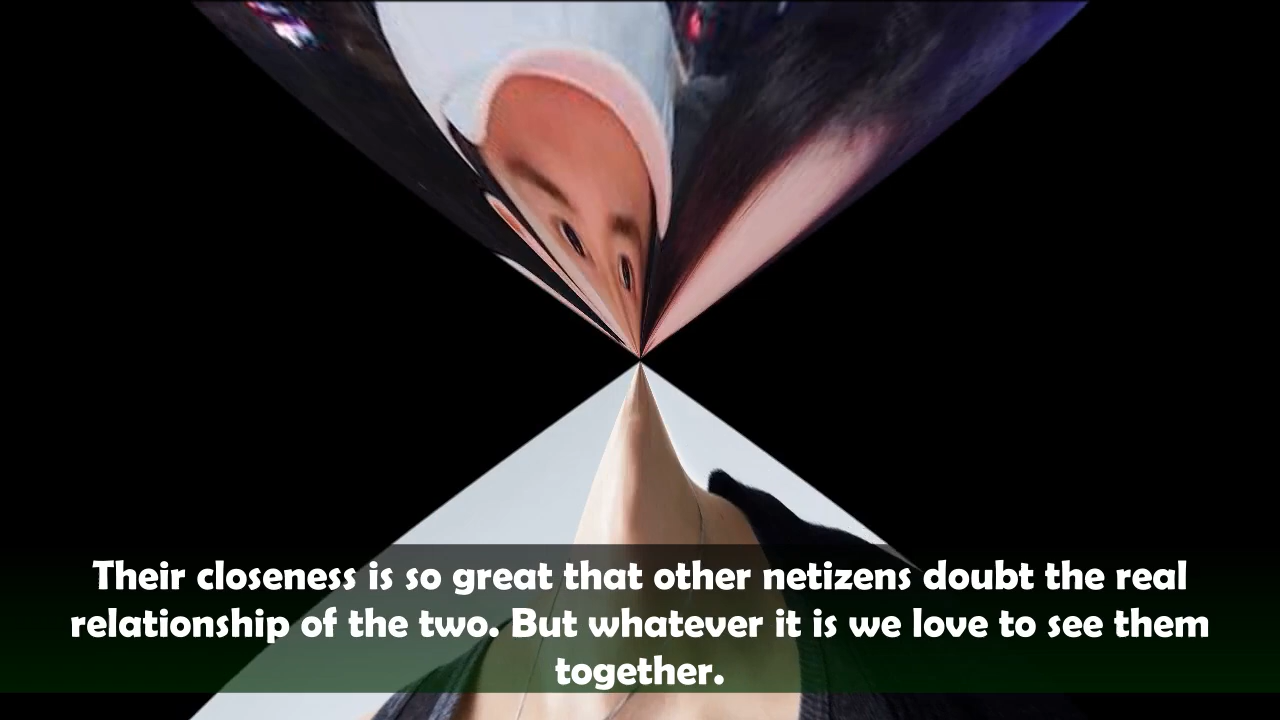 Their closeness is so great that other netizens doubt the real
relationship of the two. But whatever it is we love to see them
together.